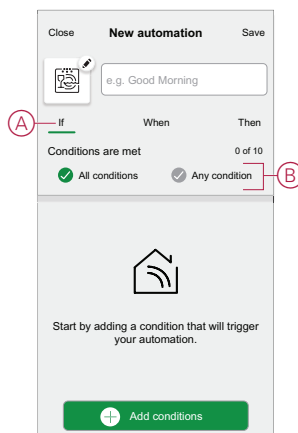 Close New automation Save
e.g. Good Morning
A If When Then
Conditions are met 0 of 10
All conditions Any condition B
Start by adding a condition that will trigger
your automation.
Add conditions